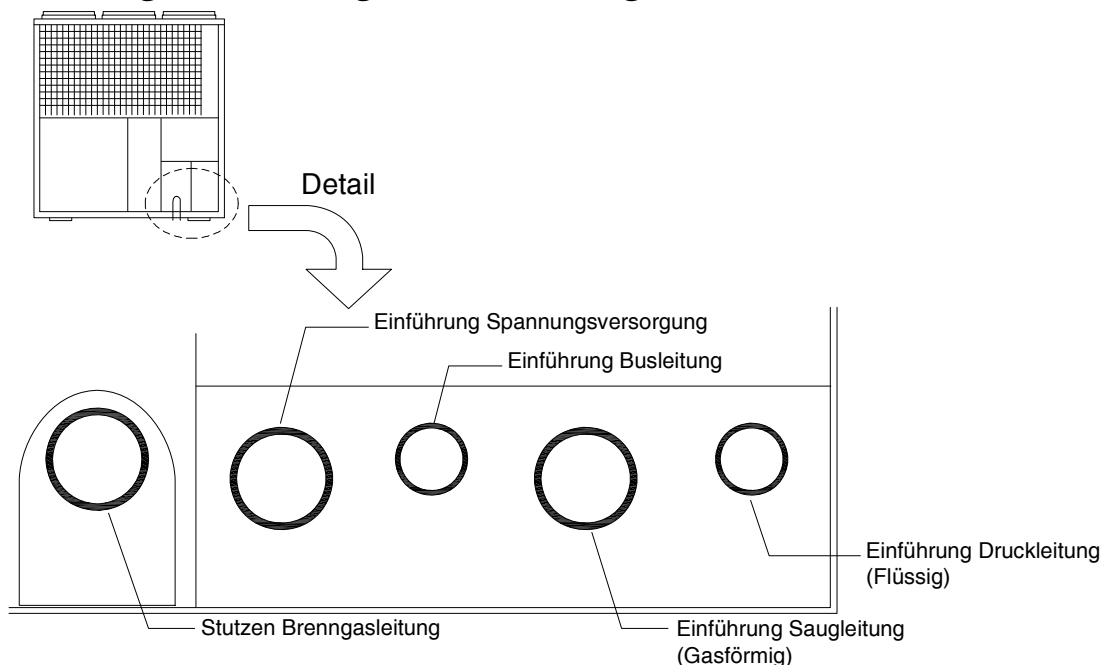 Detail
Einführung Spannungsversorgung
Einführung Busleitung
Einführung Druckleitung
(Flüssig)
Stutzen Brenngasleitung
Einführung Saugleitung
(Gasförmig)